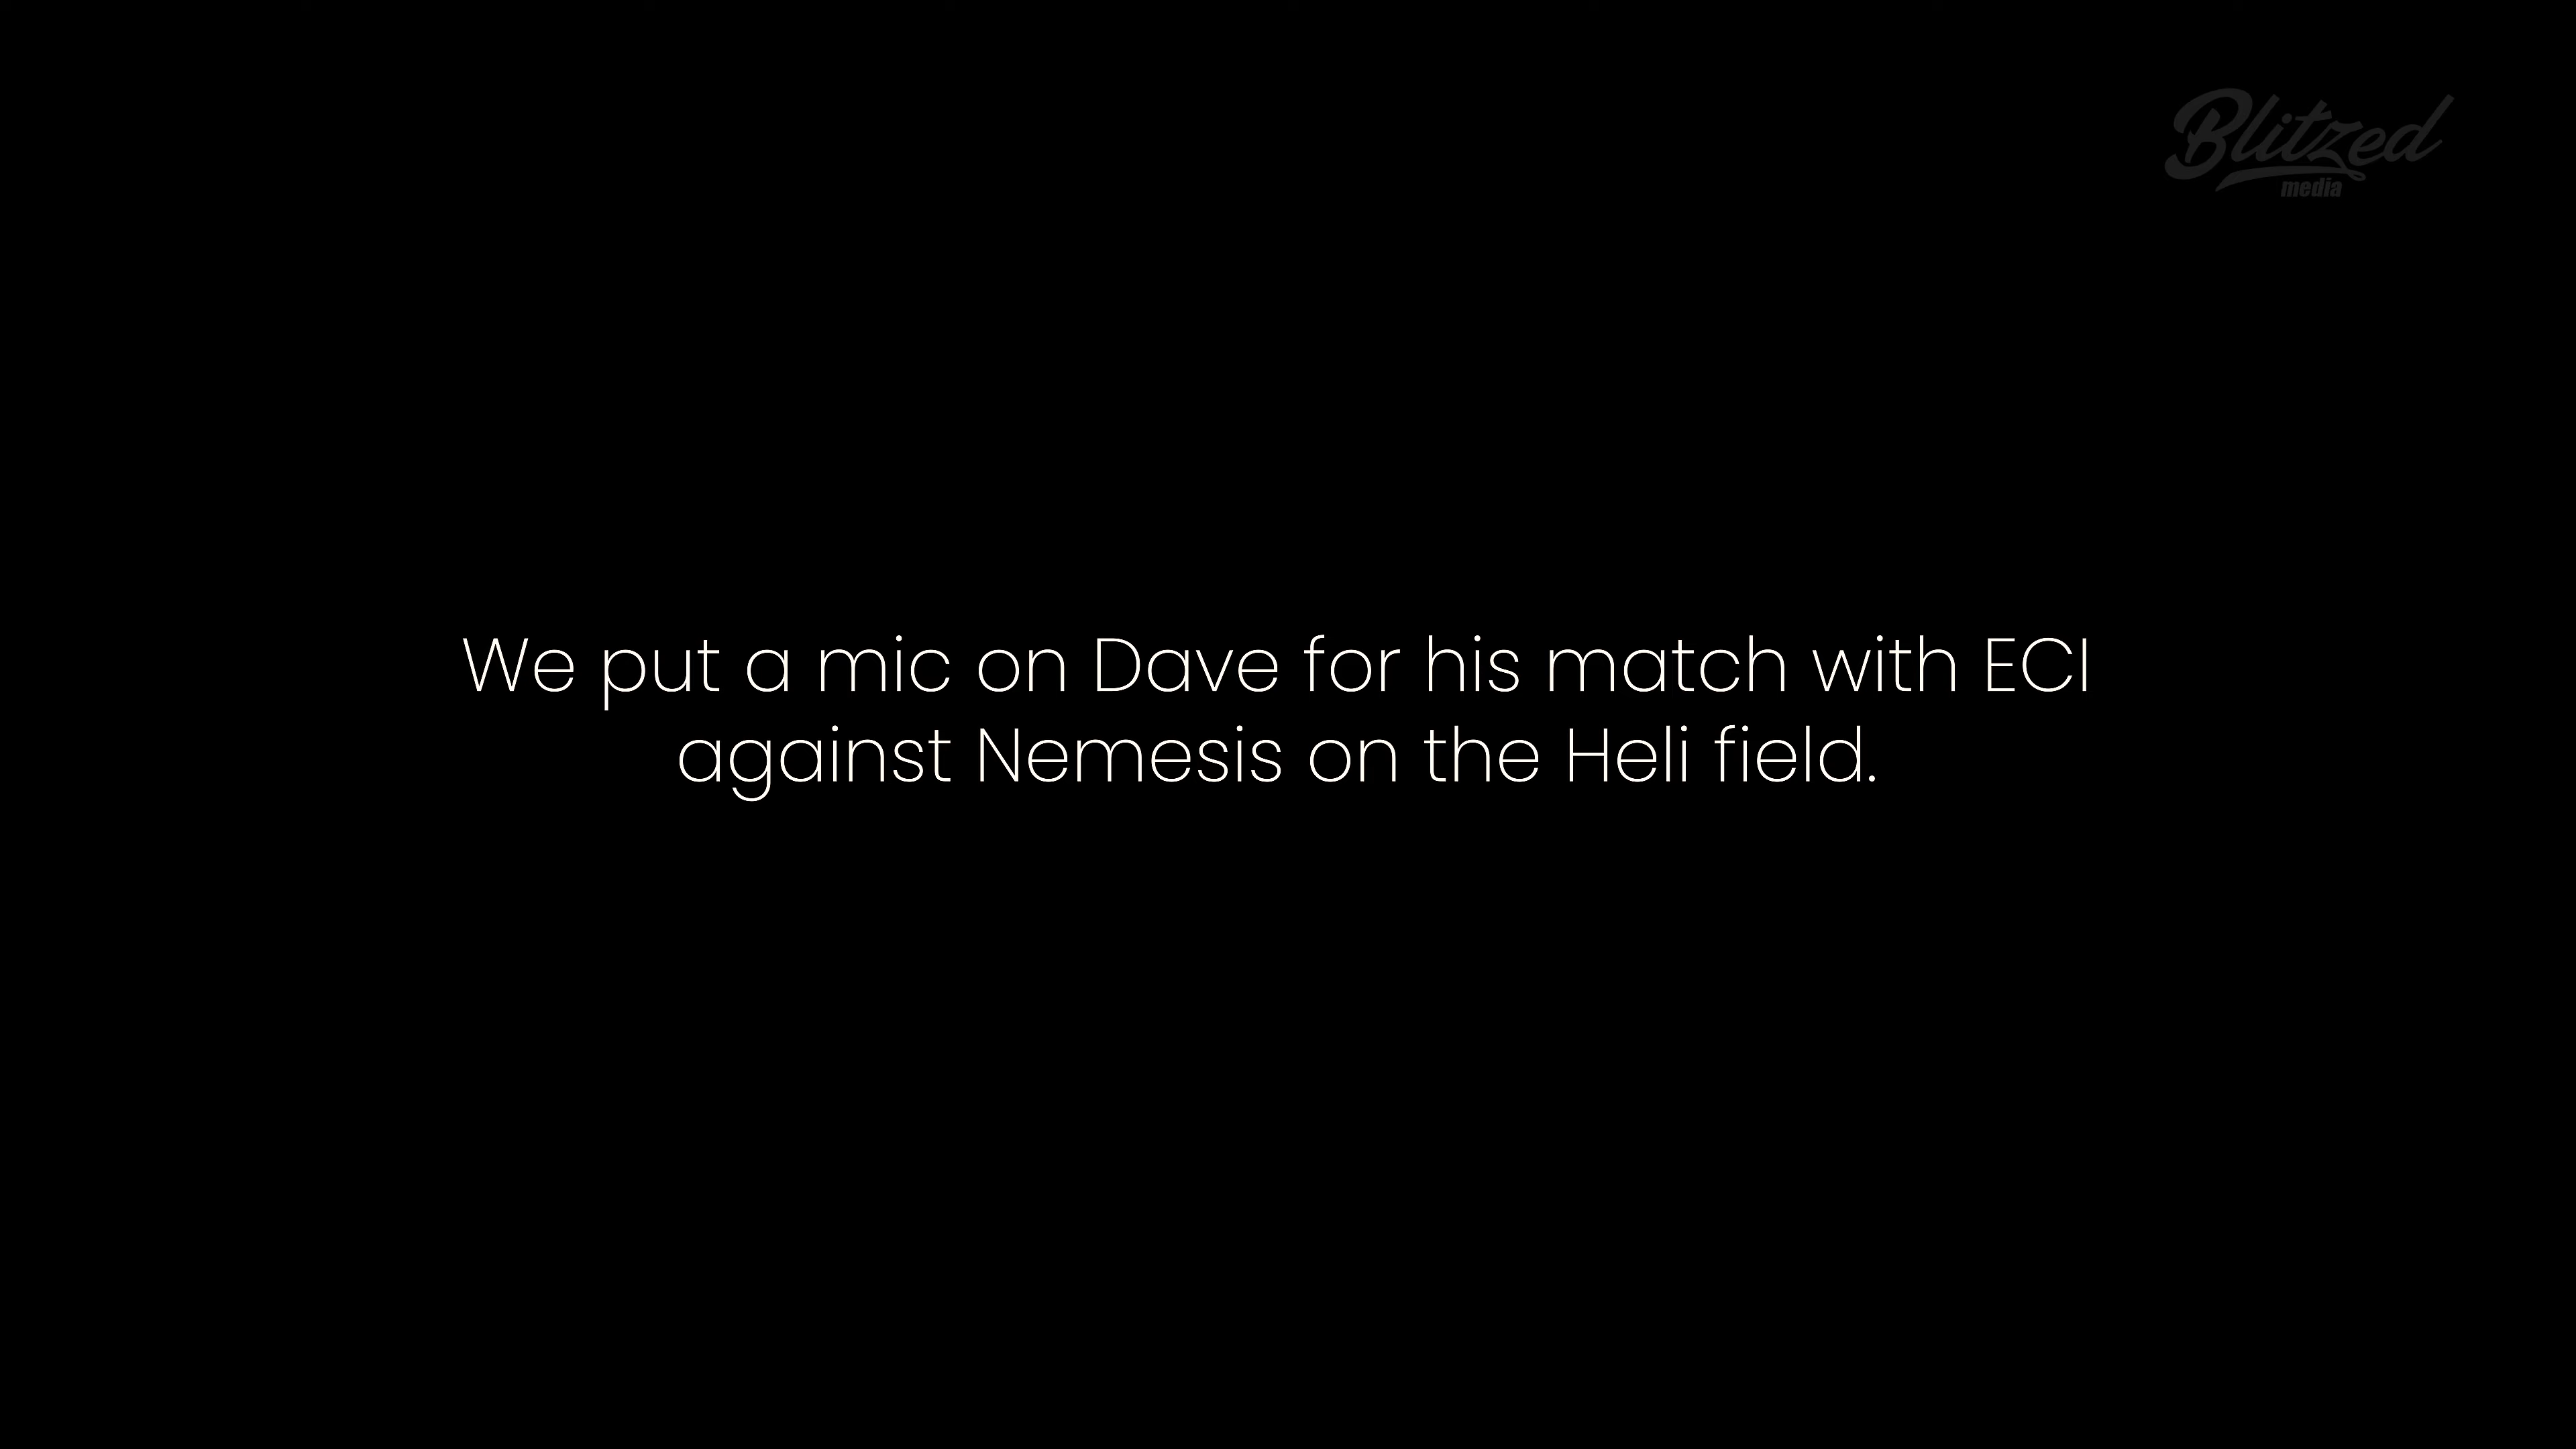 Blitzed
media
We put a mic on Dave for his match with ECI
against Nemesis on the Heli field.